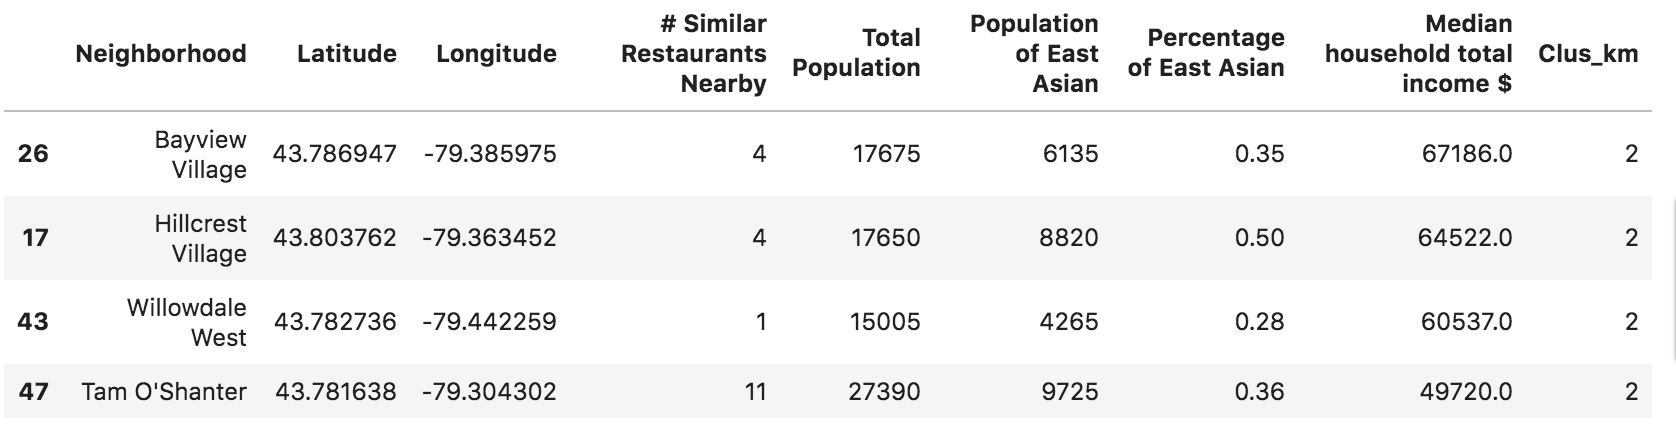 Neighborhood Latitude Longitude # Similar Restaurants Nearby Total Population Population of East Asian Percentage of East Asian Median household total income $ Clus_km
26 Bayview Village 43.786947 -79.385975 4 17675 6135 0.35 67186.0 2
17 Hillcrest Village 43.803762 -79.363452 4 17650 8820 0.50 64522.0 2
43 Willowdale West 43.782736 -79.442259 1 15005 4265 0.28 60537.0 2
47 Tam O'Shanter 43.781638 -79.304302 11 27390 9725 0.36 49720.0 2